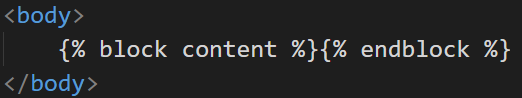 <body>
    {% block content %}{% endblock %}
</body>